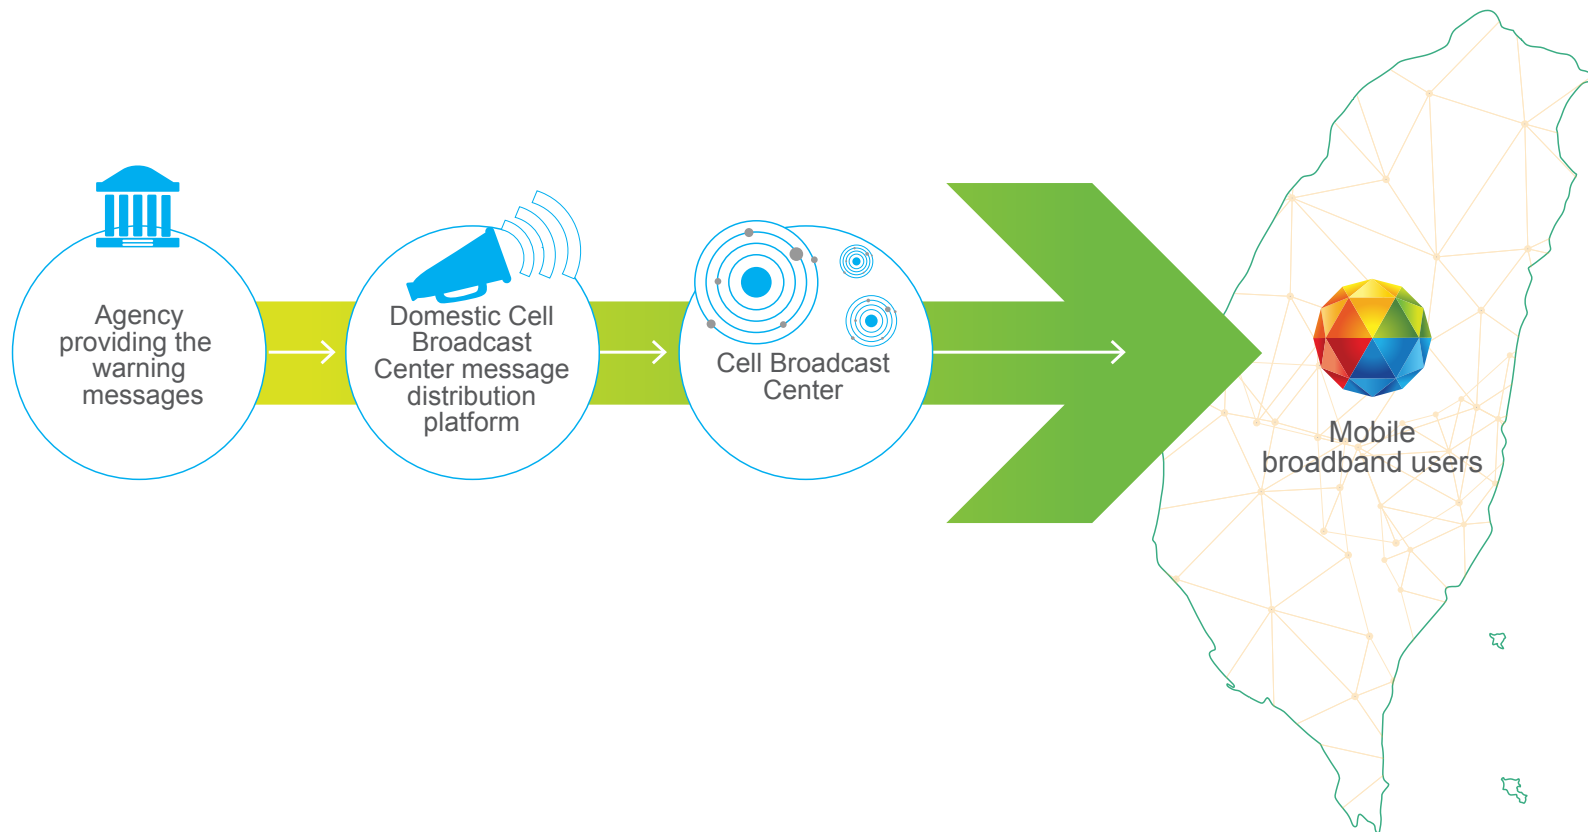 Agency
providing the
warning
messages
Domestic Cell
Broadcast
Center message
distribution
platform
Cell Broadcast
Center
Mobile
broadband users